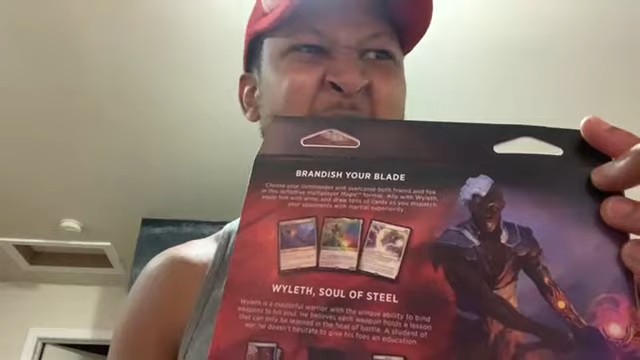 BRANDISH YOUR BLADE
Choose your commander and overcome both friend and foe
in this definitive multiplayer Magic™ format. Ally with Wyleth,
equip him with arms, and draw tons of cards as you dispatch
your opponents with martial superiority.
WYLETH, SOUL OF STEEL
Wyleth is a masterful warrior with the unique ability to bind
weapons to his soul. He believes each weapon holds a lesson
that can only be learned in the heat of battle. A student of
war, he doesn't hesitate to give his foes an education.